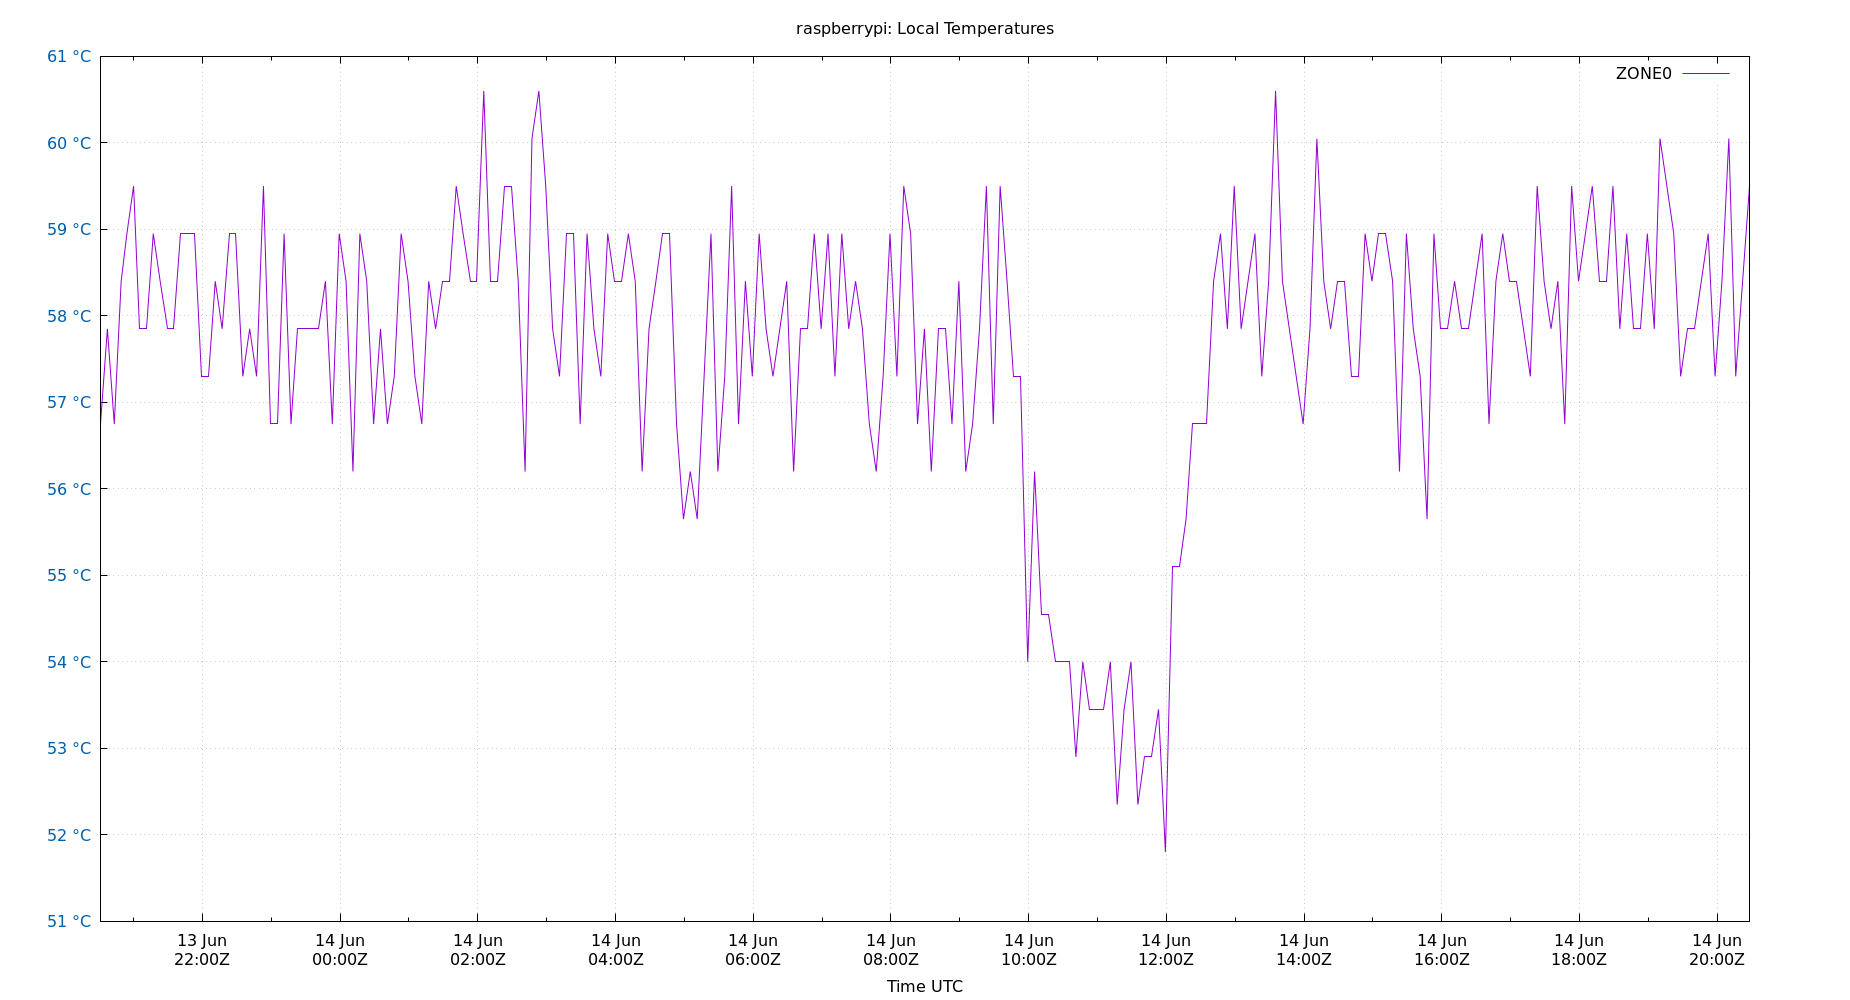 raspberrypi: Local Temperatures
61 °C
60 °C
59 °C
58 °C
57 °C
56 °C
55 °C
54 °C
53 °C
52 °C
51 °C
ZONE0
13 Jun
22:00Z
14 Jun
00:00Z
14 Jun
02:00Z
14 Jun
04:00Z
14 Jun
06:00Z
14 Jun
08:00Z
14 Jun
10:00Z
14 Jun
12:00Z
14 Jun
14:00Z
14 Jun
16:00Z
14 Jun
18:00Z
14 Jun
20:00Z
Time UTC